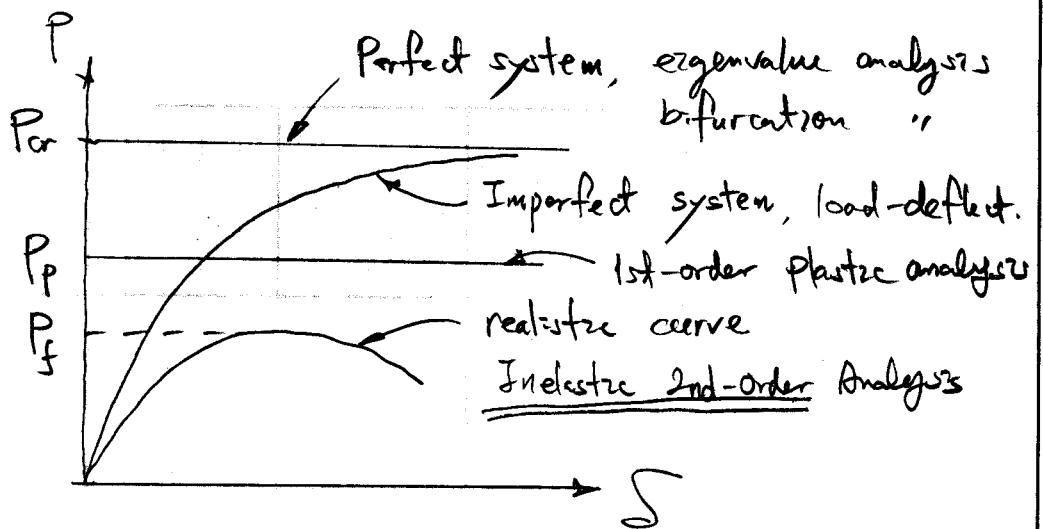 P
Perfect system, eigenvalue analysis
bifurcation "
Pcr
Imperfect system, load-deflect.
Pp
1st-order plastic analysis
Pf
realistic curve
Inelastic 2nd-order Analysis
δ